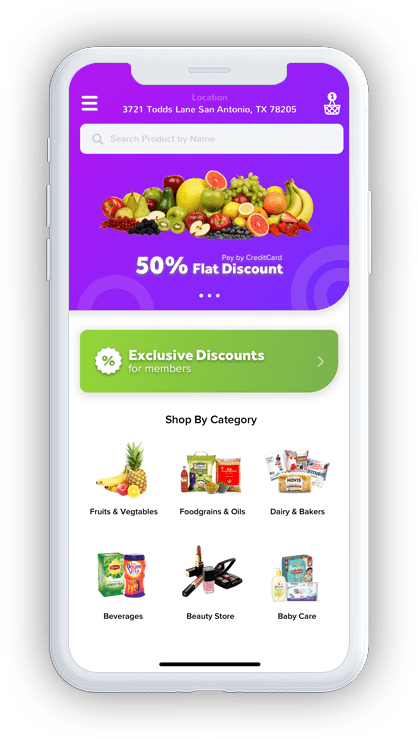 Location
3721 Todds Lane San Antonio, TX 78205
1
Search Product by Name
Pay by CreditCard
50% Flat Discount
%
Exclusive Discounts
for members
Shop By Category
Fruits & Vegtables
Foodgrains & Oils
Dairy & Bakers
HOVIS
Beverages
Beauty Store
Baby Care